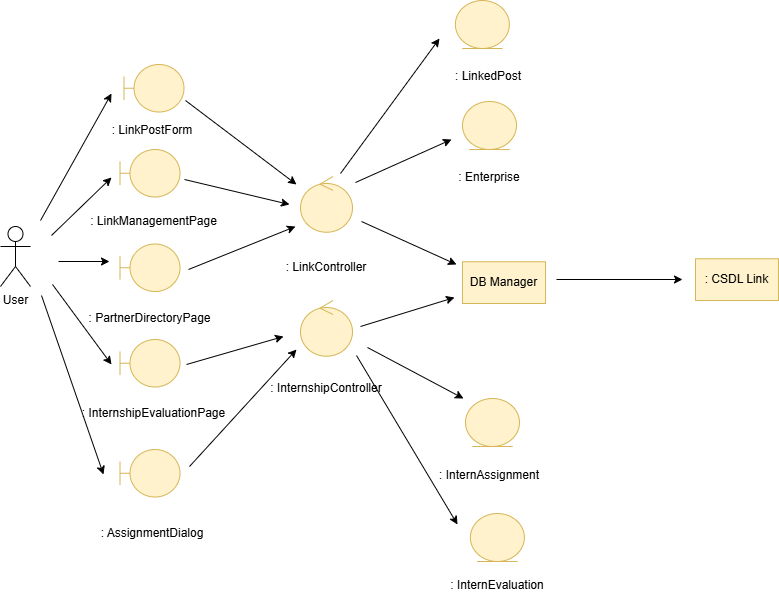 : LinkedPost
: LinkPostForm
: Enterprise
: LinkManagementPage
: LinkController
User
DB Manager
: CSDL Link
: PartnerDirectoryPage
: InternshipController
: InternshipEvaluationPage
: InternAssignment
: AssignmentDialog
: InternEvaluation